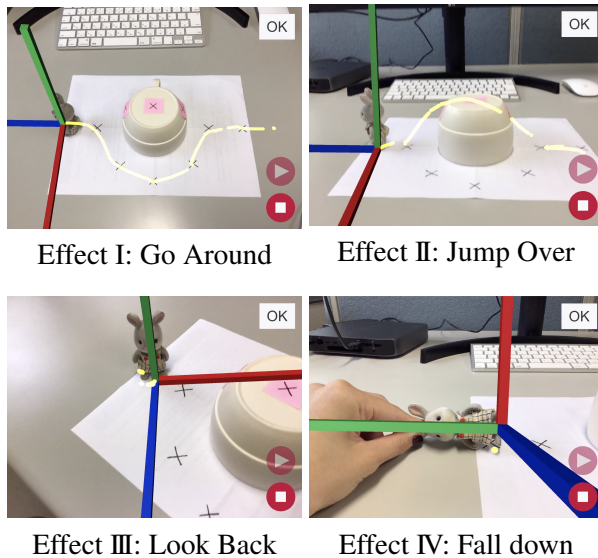 OK
OK
Effect Ⅰ: Go Around
Effect Ⅱ: Jump Over
OK
OK
Effect Ⅲ: Look Back
Effect Ⅳ: Fall down